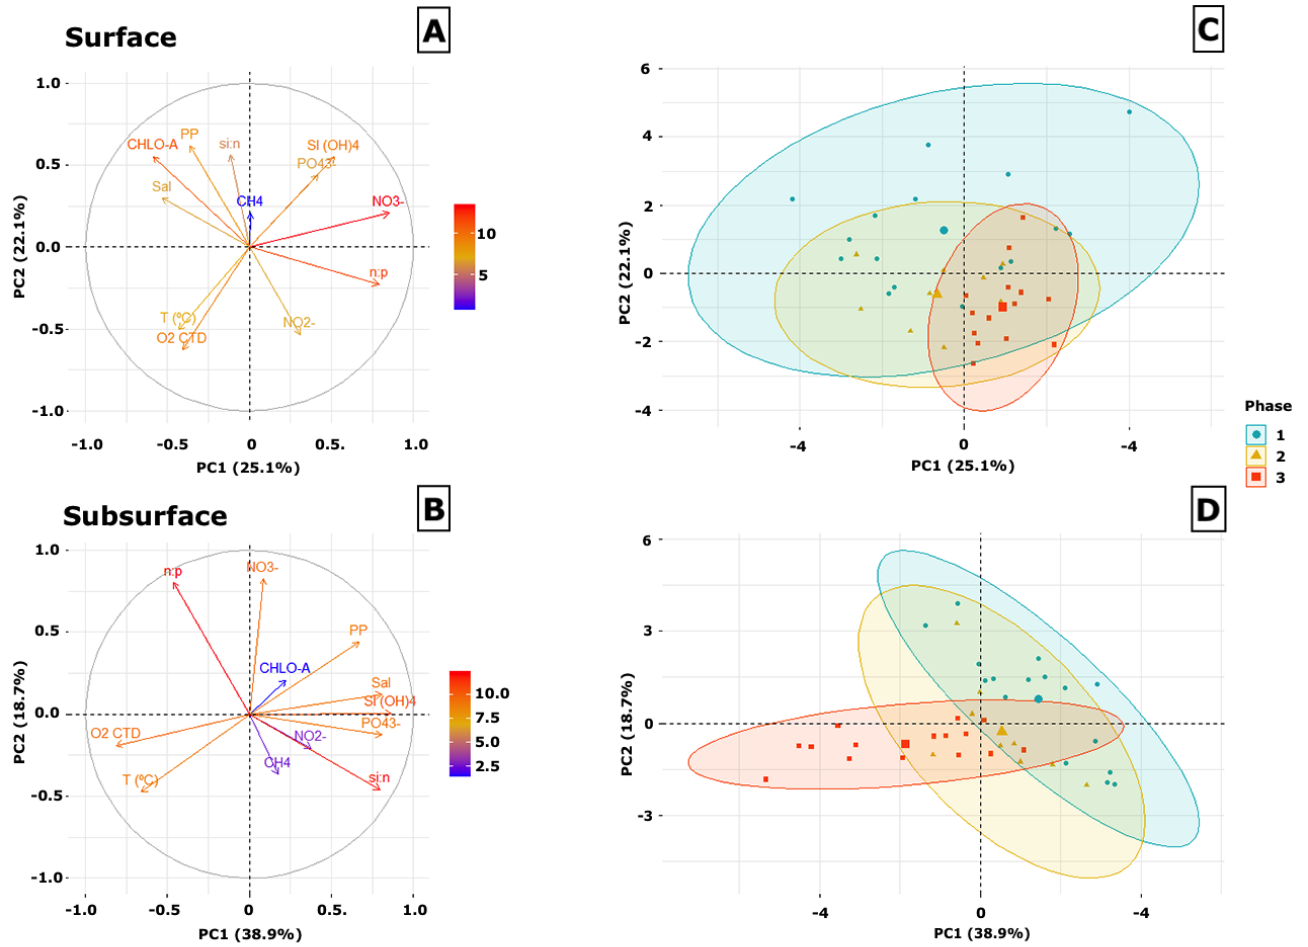 Surface
A
1.0
0.5
0.0
-0.5
-1.0
PC2 (22.1%)
CHLO-A
PP
si:n
SI (OH)4
PO43-
Sal
CH4
NO3-
n:p
T (ºC)
O2 CTD
NO2-
-1.0
-0.5
0
0.5
1.0
PC1 (25.1%)
10
5
C
6
4
2
0
-2
-4
PC2 (22.1%)
-4
0
-4
PC1 (25.1%)
Phase
1
2
3
Subsurface
B
1.0
0.5
0.0
-0.5
-1.0
PC2 (18.7%)
n:p
NO3-
PP
CHLO-A
Sal
SI (OH)4
PO43-
O2 CTD
NO2-
CH4
T (ºC)
si:n
-1.0
-0.5
0
0.5.
1.0
PC1 (38.9%)
10.0
7.5
5.0
2.5
D
6
3
0
-3
PC2 (18.7%)
-4
0
-4
PC1 (38.9%)